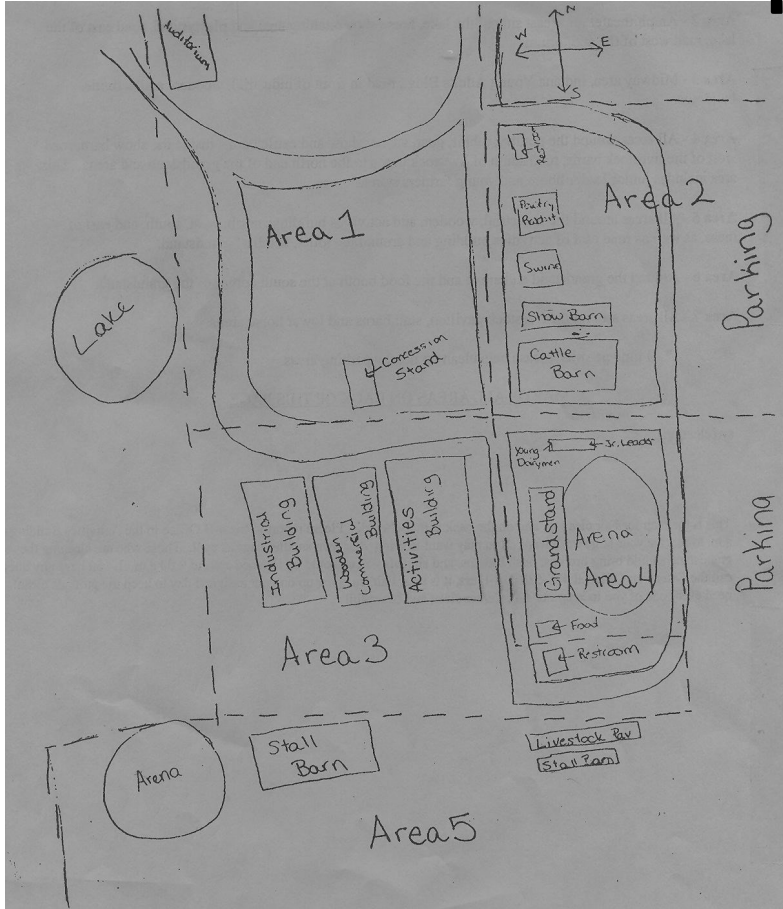 Auditorium
N
W
E
S
Restroom
Area 2
Poultry
Rabbit
Area 1
Swine
Parking
Lake
Show Barn
Concession
Stand
Cattle
Barn
Young
Dairymen
Jr. Leader
Industrial
Building
Wooden
Commercial
Building
Activities
Building
Grandstand
Arena
Area 4
Parking
Food
Restroom
Area 3
Stall
Barn
Livestock Pav
Stall Barn
Arena
Area 5